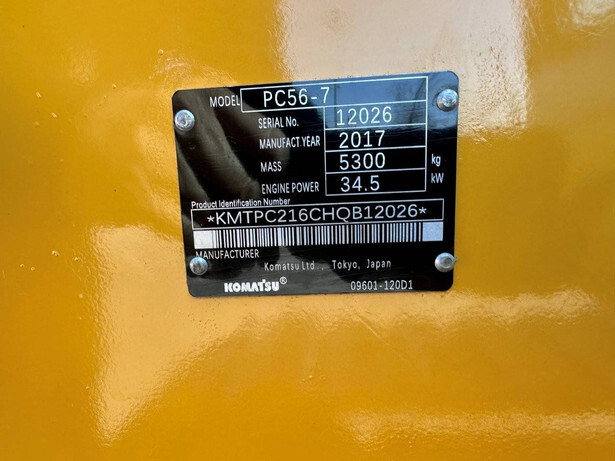 MODEL PC56-7
SERIAL No. 12026
MANUFACT YEAR 2017
MASS 5300 kg
ENGINE POWER 34.5 kW
Product Identification Number
*KMTPC216CHQB12026*
MANUFACTURER
Komatsu Ltd., Tokyo, Japan
KOMATSU® 09601-120D1